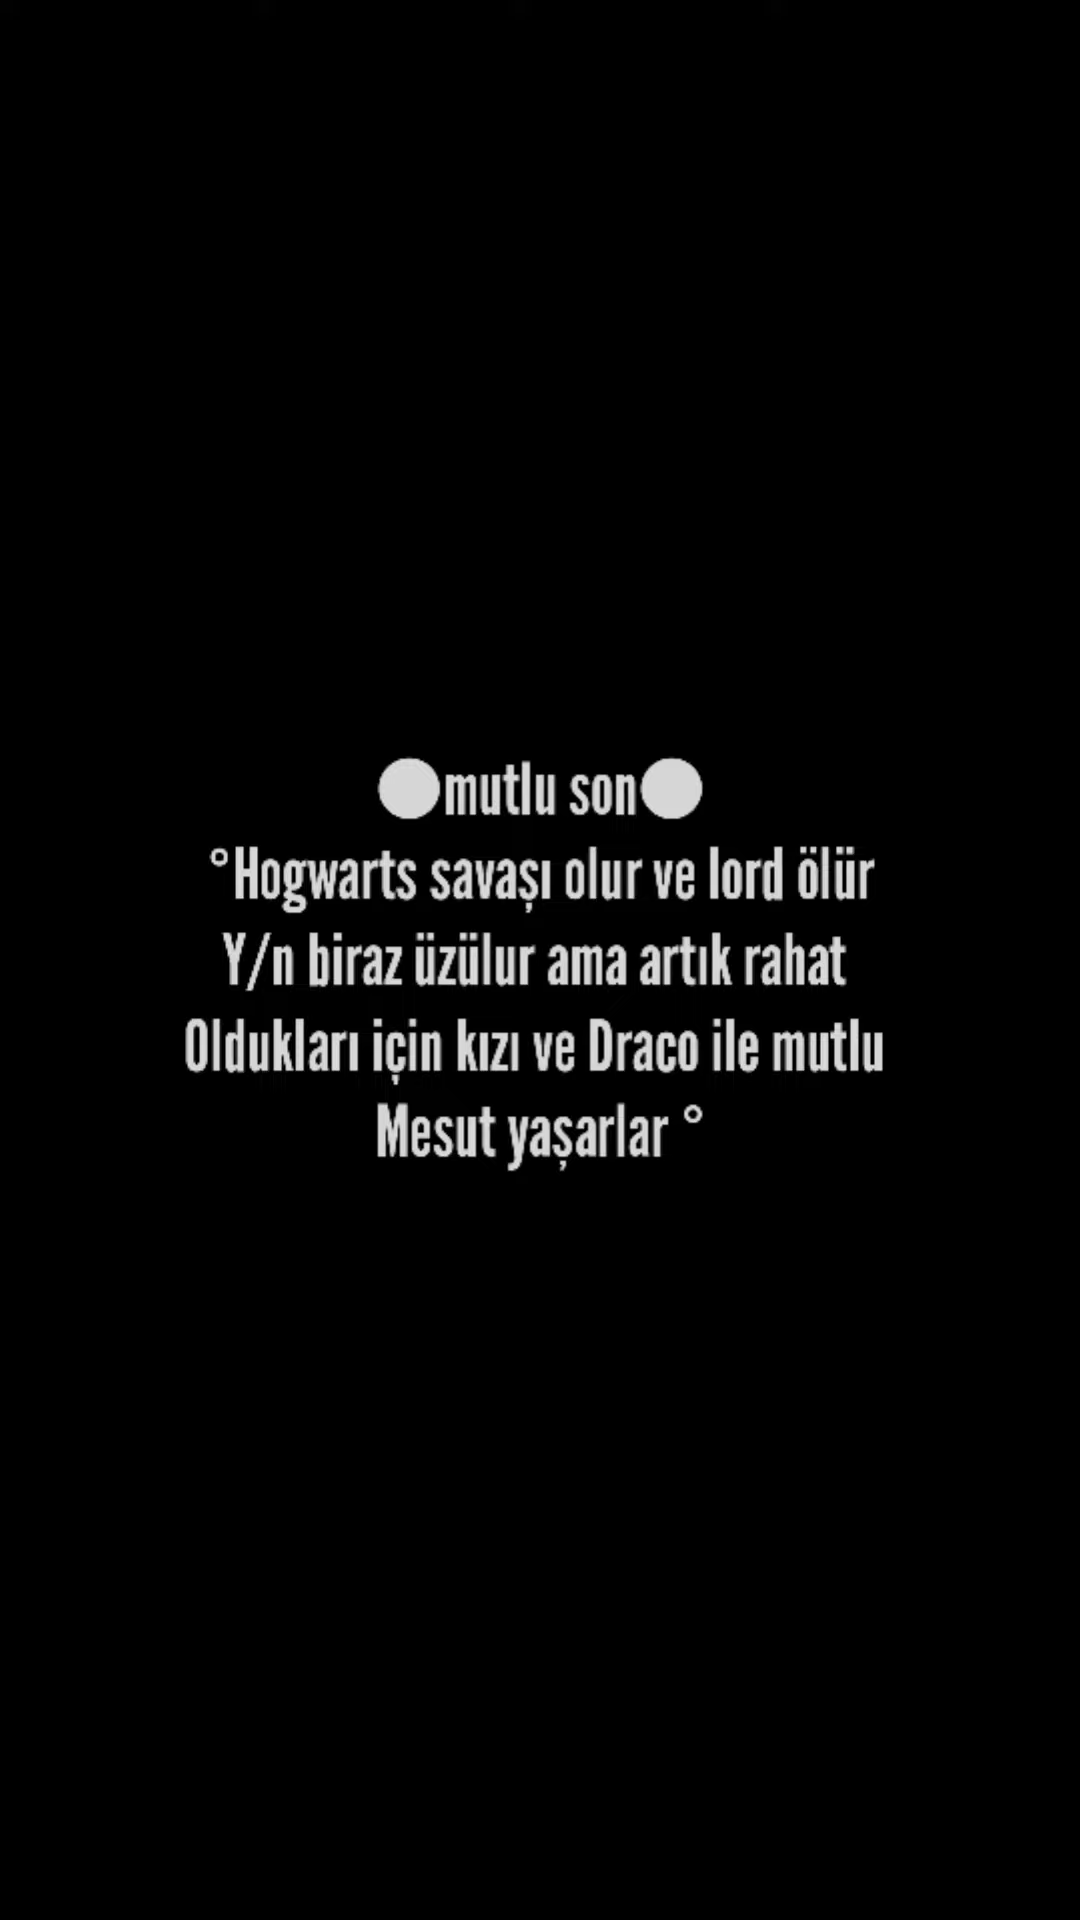 ●mutlu son●
°Hogwarts savaşı olur ve lord ölür
Y/n biraz üzülur ama artık rahat
Oldukları için kızı ve Draco ile mutlu
Mesut yaşarlar °